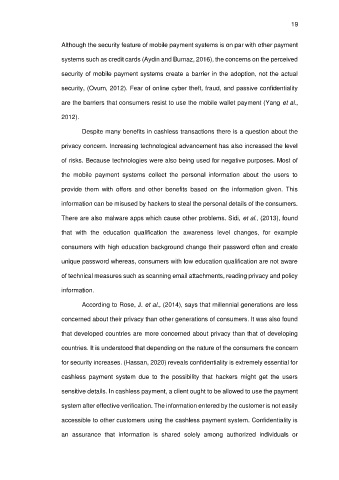 19
Although the security feature of mobile payment systems is on par with other payment
systems such as credit cards (Aydin and Burnaz, 2016), the concerns on the perceived
security of mobile payment systems create a barrier in the adoption, not the actual
security, (Ovum, 2012). Fear of online cyber theft, fraud, and passive confidentiality
are the barriers that consumers resist to use the mobile wallet payment (Yang et al.,
2012).
Despite many benefits in cashless transactions there is a question about the
privacy concern. Increasing technological advancement has also increased the level
of risks. Because technologies were also being used for negative purposes. Most of
the mobile payment systems collect the personal information about the users to
provide them with offers and other benefits based on the information given. This
information can be misused by hackers to steal the personal details of the consumers.
There are also malware apps which cause other problems. Sidi, et al., (2013), found
that with the education qualification the awareness level changes, for example
consumers with high education background change their password often and create
unique password whereas, consumers with low education qualification are not aware
of technical measures such as scanning email attachments, reading privacy and policy
information.
According to Rose, J. et al., (2014), says that millennial generations are less
concerned about their privacy than other generations of consumers. It was also found
that developed countries are more concerned about privacy than that of developing
countries. It is understood that depending on the nature of the consumers the concern
for security increases. (Hassan, 2020) reveals confidentiality is extremely essential for
cashless payment system due to the possibility that hackers might get the users
sensitive details. In cashless payment, a client ought to be allowed to use the payment
system after effective verification. The information entered by the customer is not easily
accessible to other customers using the cashless payment system. Confidentiality is
an assurance that information is shared solely among authorized individuals or